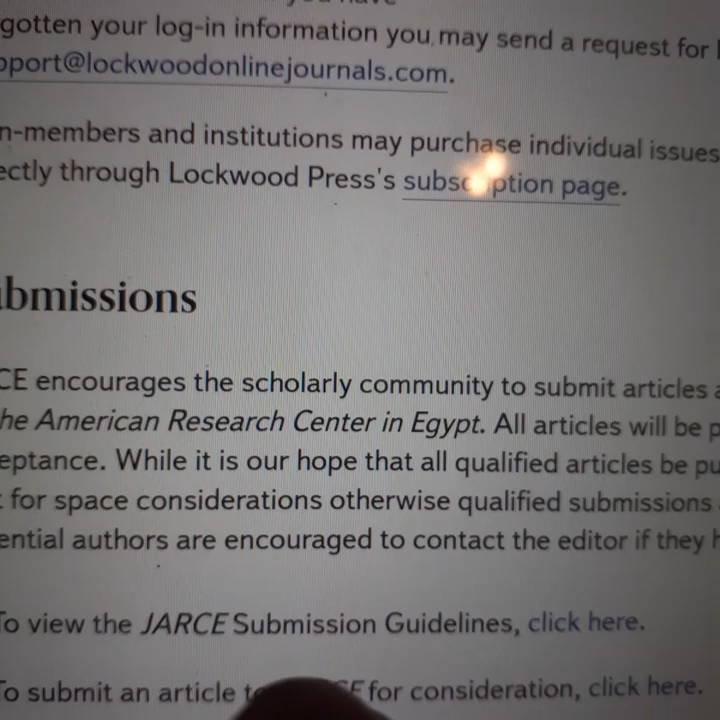 gotten your log-in information you may send a request for
pport@lockwoodonlinejournals.com.
n-members and institutions may purchase individual issues
ectly through Lockwood Press's subscription page.
bmissions
CE encourages the scholarly community to submit articles a
he American Research Center in Egypt. All articles will be p
eptance. While it is our hope that all qualified articles be pu
for space considerations otherwise qualified submissions
ential authors are encouraged to contact the editor if they h
To view the JARCE Submission Guidelines, click here.
To submit an article for consideration, click here.